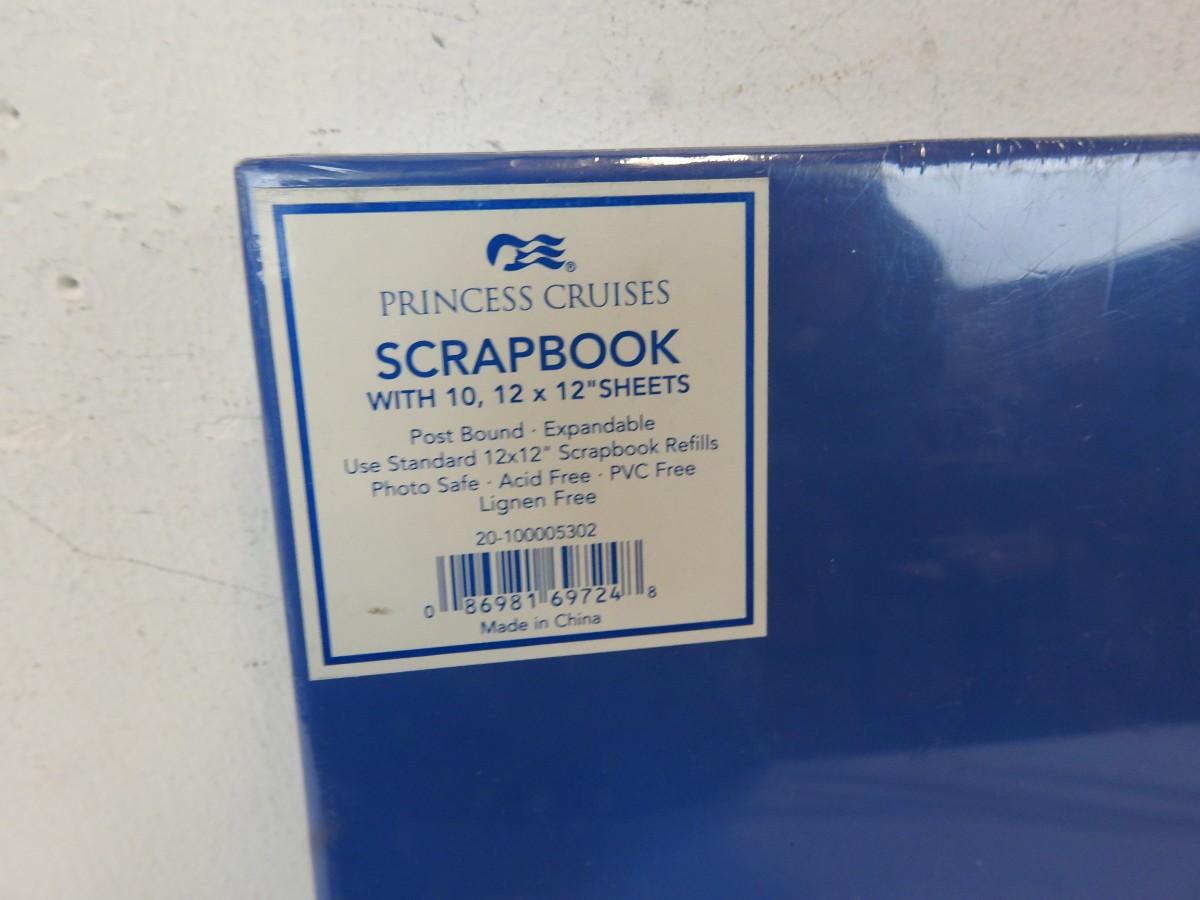 ®
PRINCESS CRUISES
SCRAPBOOK
WITH 10, 12 x 12"SHEETS
Post Bound · Expandable
Use Standard 12x12" Scrapbook Refills
Photo Safe · Acid Free · PVC Free
Lignen Free
20-100005302
0 86981 69724 8
Made in China